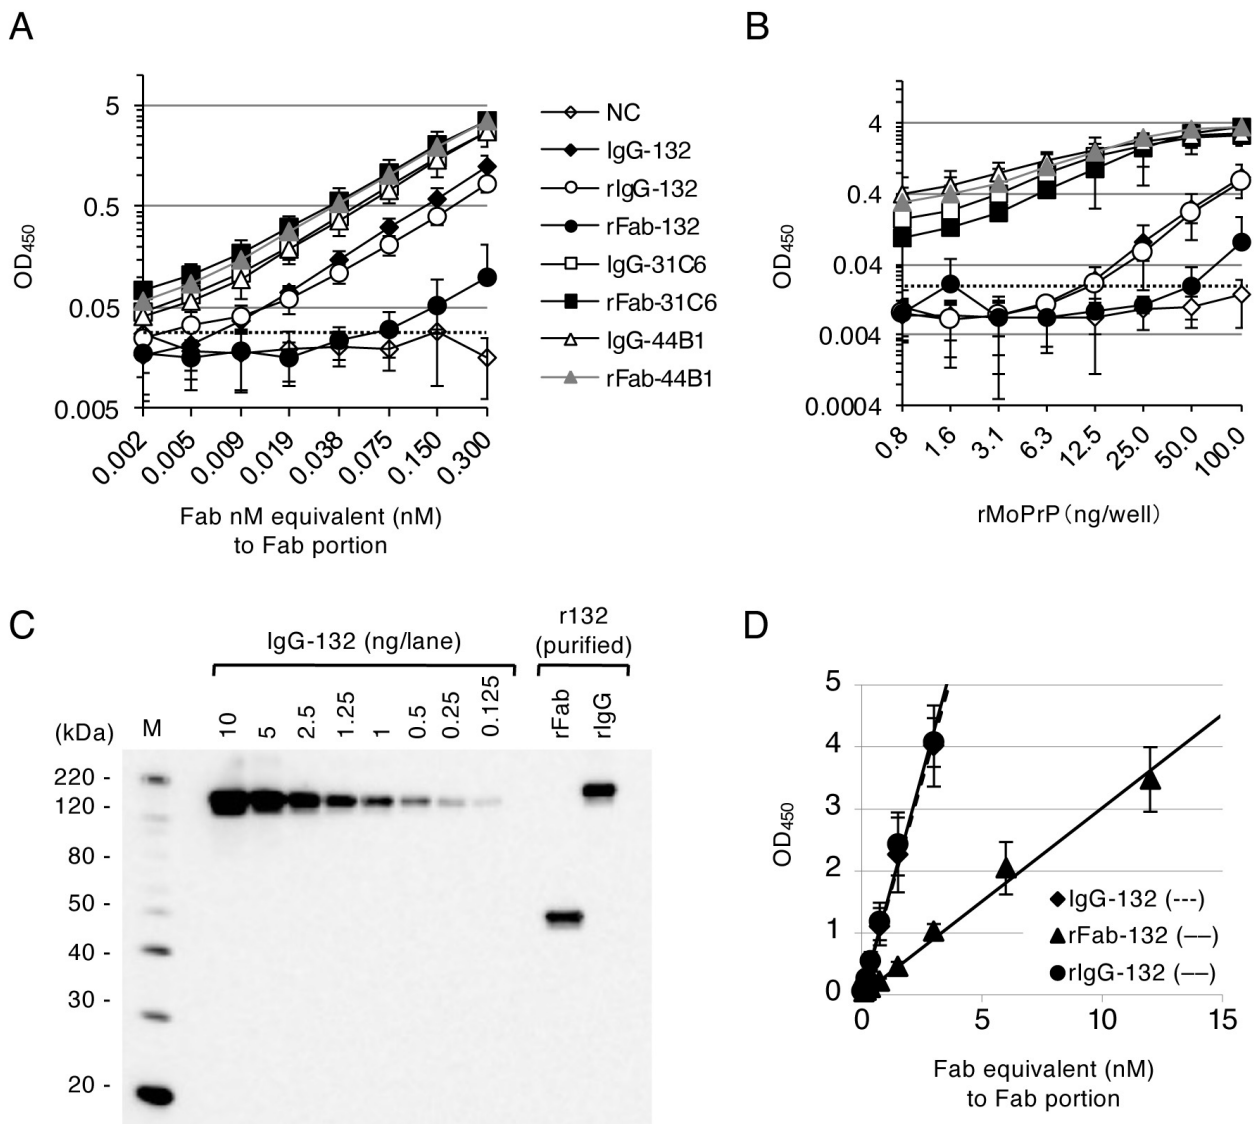 A
5
0.5
0.05
0.005
OD450
0.002
0.005
0.009
0.019
0.038
0.075
0.150
0.300
Fab nM equivalent (nM)
to Fab portion
NC
IgG-132
rIgG-132
rFab-132
IgG-31C6
rFab-31C6
IgG-44B1
rFab-44B1
B
4
0.4
0.04
0.004
0.0004
OD450
0.8
1.6
3.1
6.3
12.5
25.0
50.0
100.0
rMoPrP (ng/well)
C
IgG-132 (ng/lane)
r132
(purified)
(kDa)
M
10
5
2.5
1.25
1
0.5
0.25
0.125
rFab
rIgG
220 -
120 -
80 -
50 -
40 -
30 -
20 -
D
5
4
3
2
1
0
OD450
0
5
10
15
IgG-132 (---)
rFab-132 (—)
rIgG-132 (—)
Fab equivalent (nM)
to Fab portion